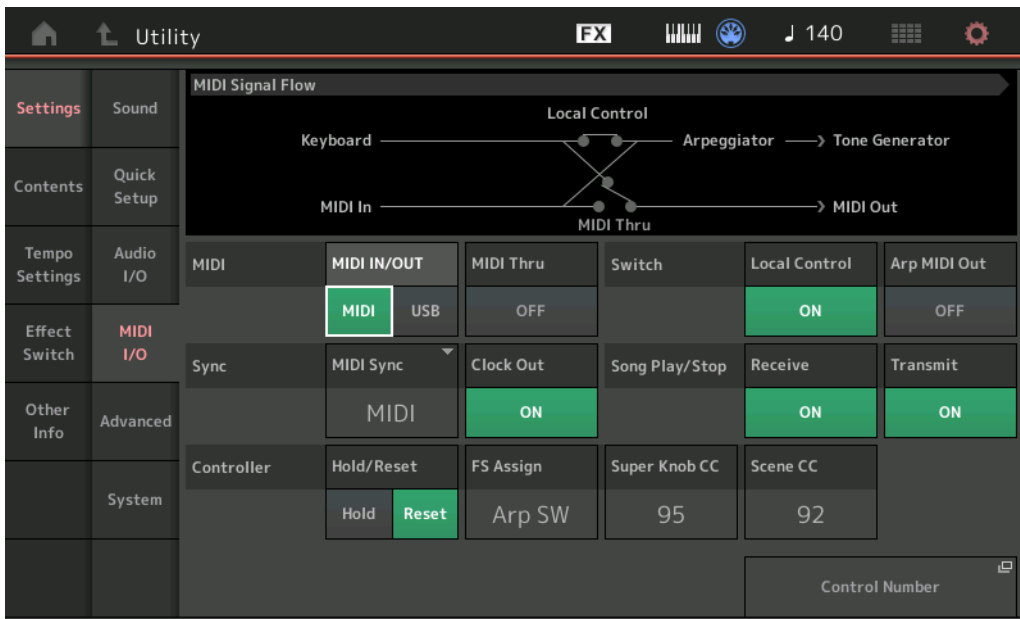 Utility
FX
140
MIDI Signal Flow
Local Control
Keyboard
Arpeggiator
Tone Generator
MIDI In
MIDI Out
MIDI Thru
Settings
Sound
Contents
Quick
Setup
Tempo
Settings
Audio
I/O
Effect
Switch
MIDI
I/O
Other
Info
Advanced
System
MIDI
MIDI IN/OUT
MIDI Thru
Switch
Local Control
Arp MIDI Out
MIDI
USB
OFF
ON
OFF
Sync
MIDI Sync
Clock Out
Song Play/Stop
Receive
Transmit
MIDI
ON
ON
ON
Controller
Hold/Reset
FS Assign
Super Knob CC
Scene CC
Hold
Reset
Arp SW
95
92
Control Number